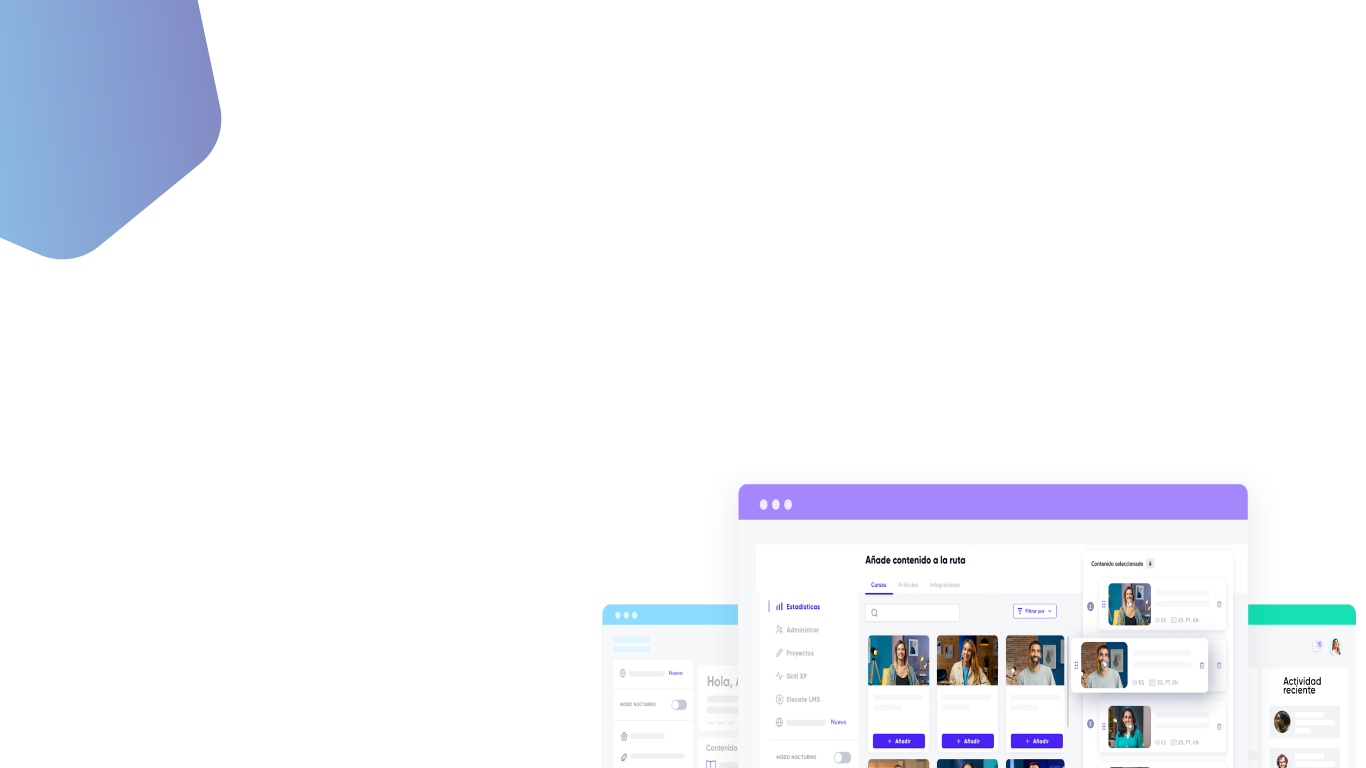 Añade contenido a la ruta
Cursos
Artículos
Integraciones
Filtrar por
Estadísticas
Administrar
Proyectos
Skill XP
Elevate LMS
Nuevo
MODO NOCTURNO
+ Añadir
+ Añadir
+ Añadir
Contenido seleccionado 4
1
ES
ES, PT, EN
ES
ES, PT, EN
3
ES
ES, PT, EN
Nuevo
MODO NOCTURNO
Hola,
Contenido
Actividad
reciente